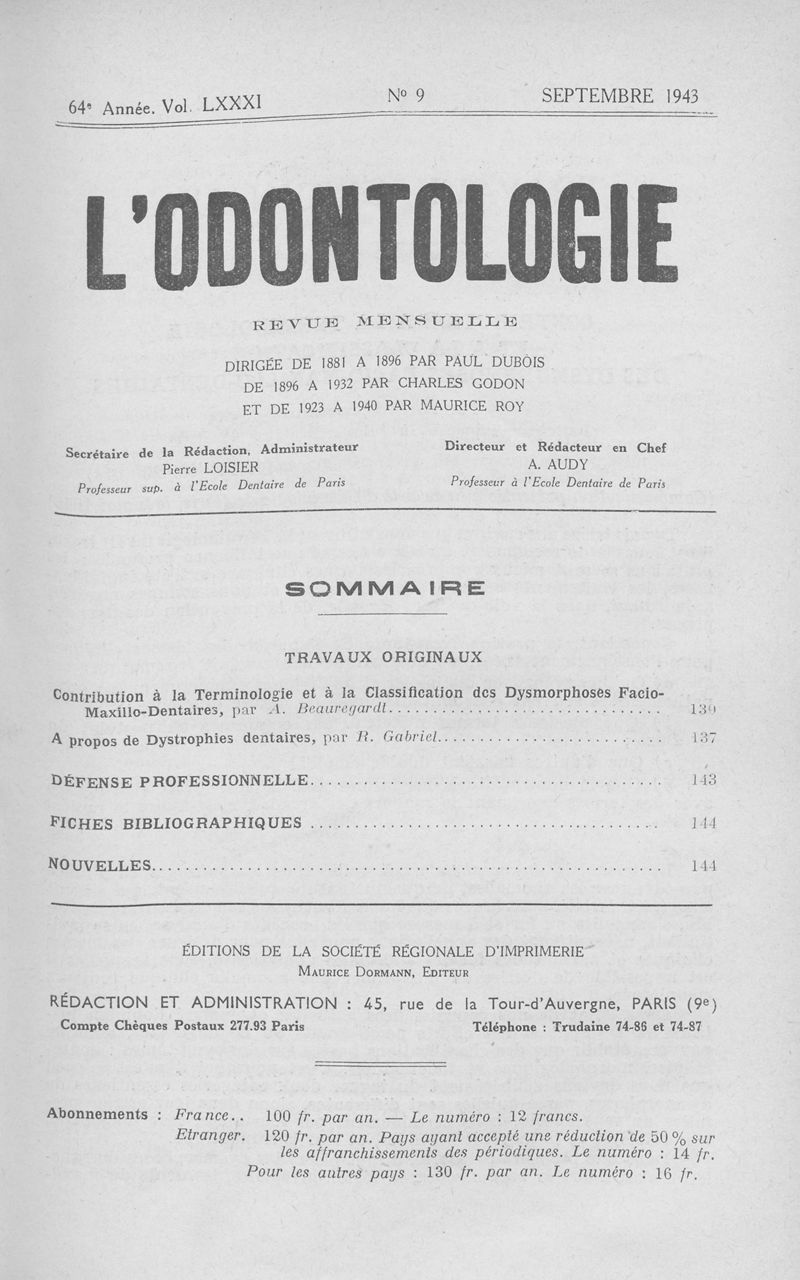 64e Année. Vol. LXXXI No 9 SEPTEMBRE 1943
L'ODONTOLOGIE
REVUE MENSUELLE
DIRIGÉE DE 1881 A 1896 PAR PAUL DUBOIS
DE 1896 A 1932 PAR CHARLES GODON
ET DE 1923 A 1940 PAR MAURICE ROY
Secrétaire de la Rédaction, Administrateur
Pierre LOISIER
Professeur sup. à l'Ecole Dentaire de Paris
Directeur et Rédacteur en Chef
A. AUDY
Professeur à l'Ecole Dentaire de Paris
SOMMAIRE
TRAVAUX ORIGINAUX
Contribution à la Terminologie et à la Classification des Dysmorphoses Facio-
Maxillo-Dentaires, par A. Beauregardt..............................
A propos de Dystrophies dentaires, par R. Gabriel......................... 137
DÉFENSE PROFESSIONNELLE....................................... 143
FICHES BIBLIOGRAPHIQUES ....................................... 144
NOUVELLES......................................................... 144
ÉDITIONS DE LA SOCIÉTÉ RÉGIONALE D'IMPRIMERIE
MAURICE DORMANN, EDITEUR
RÉDACTION ET ADMINISTRATION : 45, rue de la Tour-d'Auvergne, PARIS (9e)
Compte Chèques Postaux 277.93 Paris Téléphone : Trudaine 74-86 et 74-87
Abonnements : France.. 100 fr. par an. — Le numéro : 12 francs.
Etranger. 120 fr. par an. Pays ayant accepté une réduction de 50 % sur
les affranchissements des périodiques. Le numéro : 14 fr.
Pour les autres pays : 130 fr. par an. Le numéro : 16 fr.